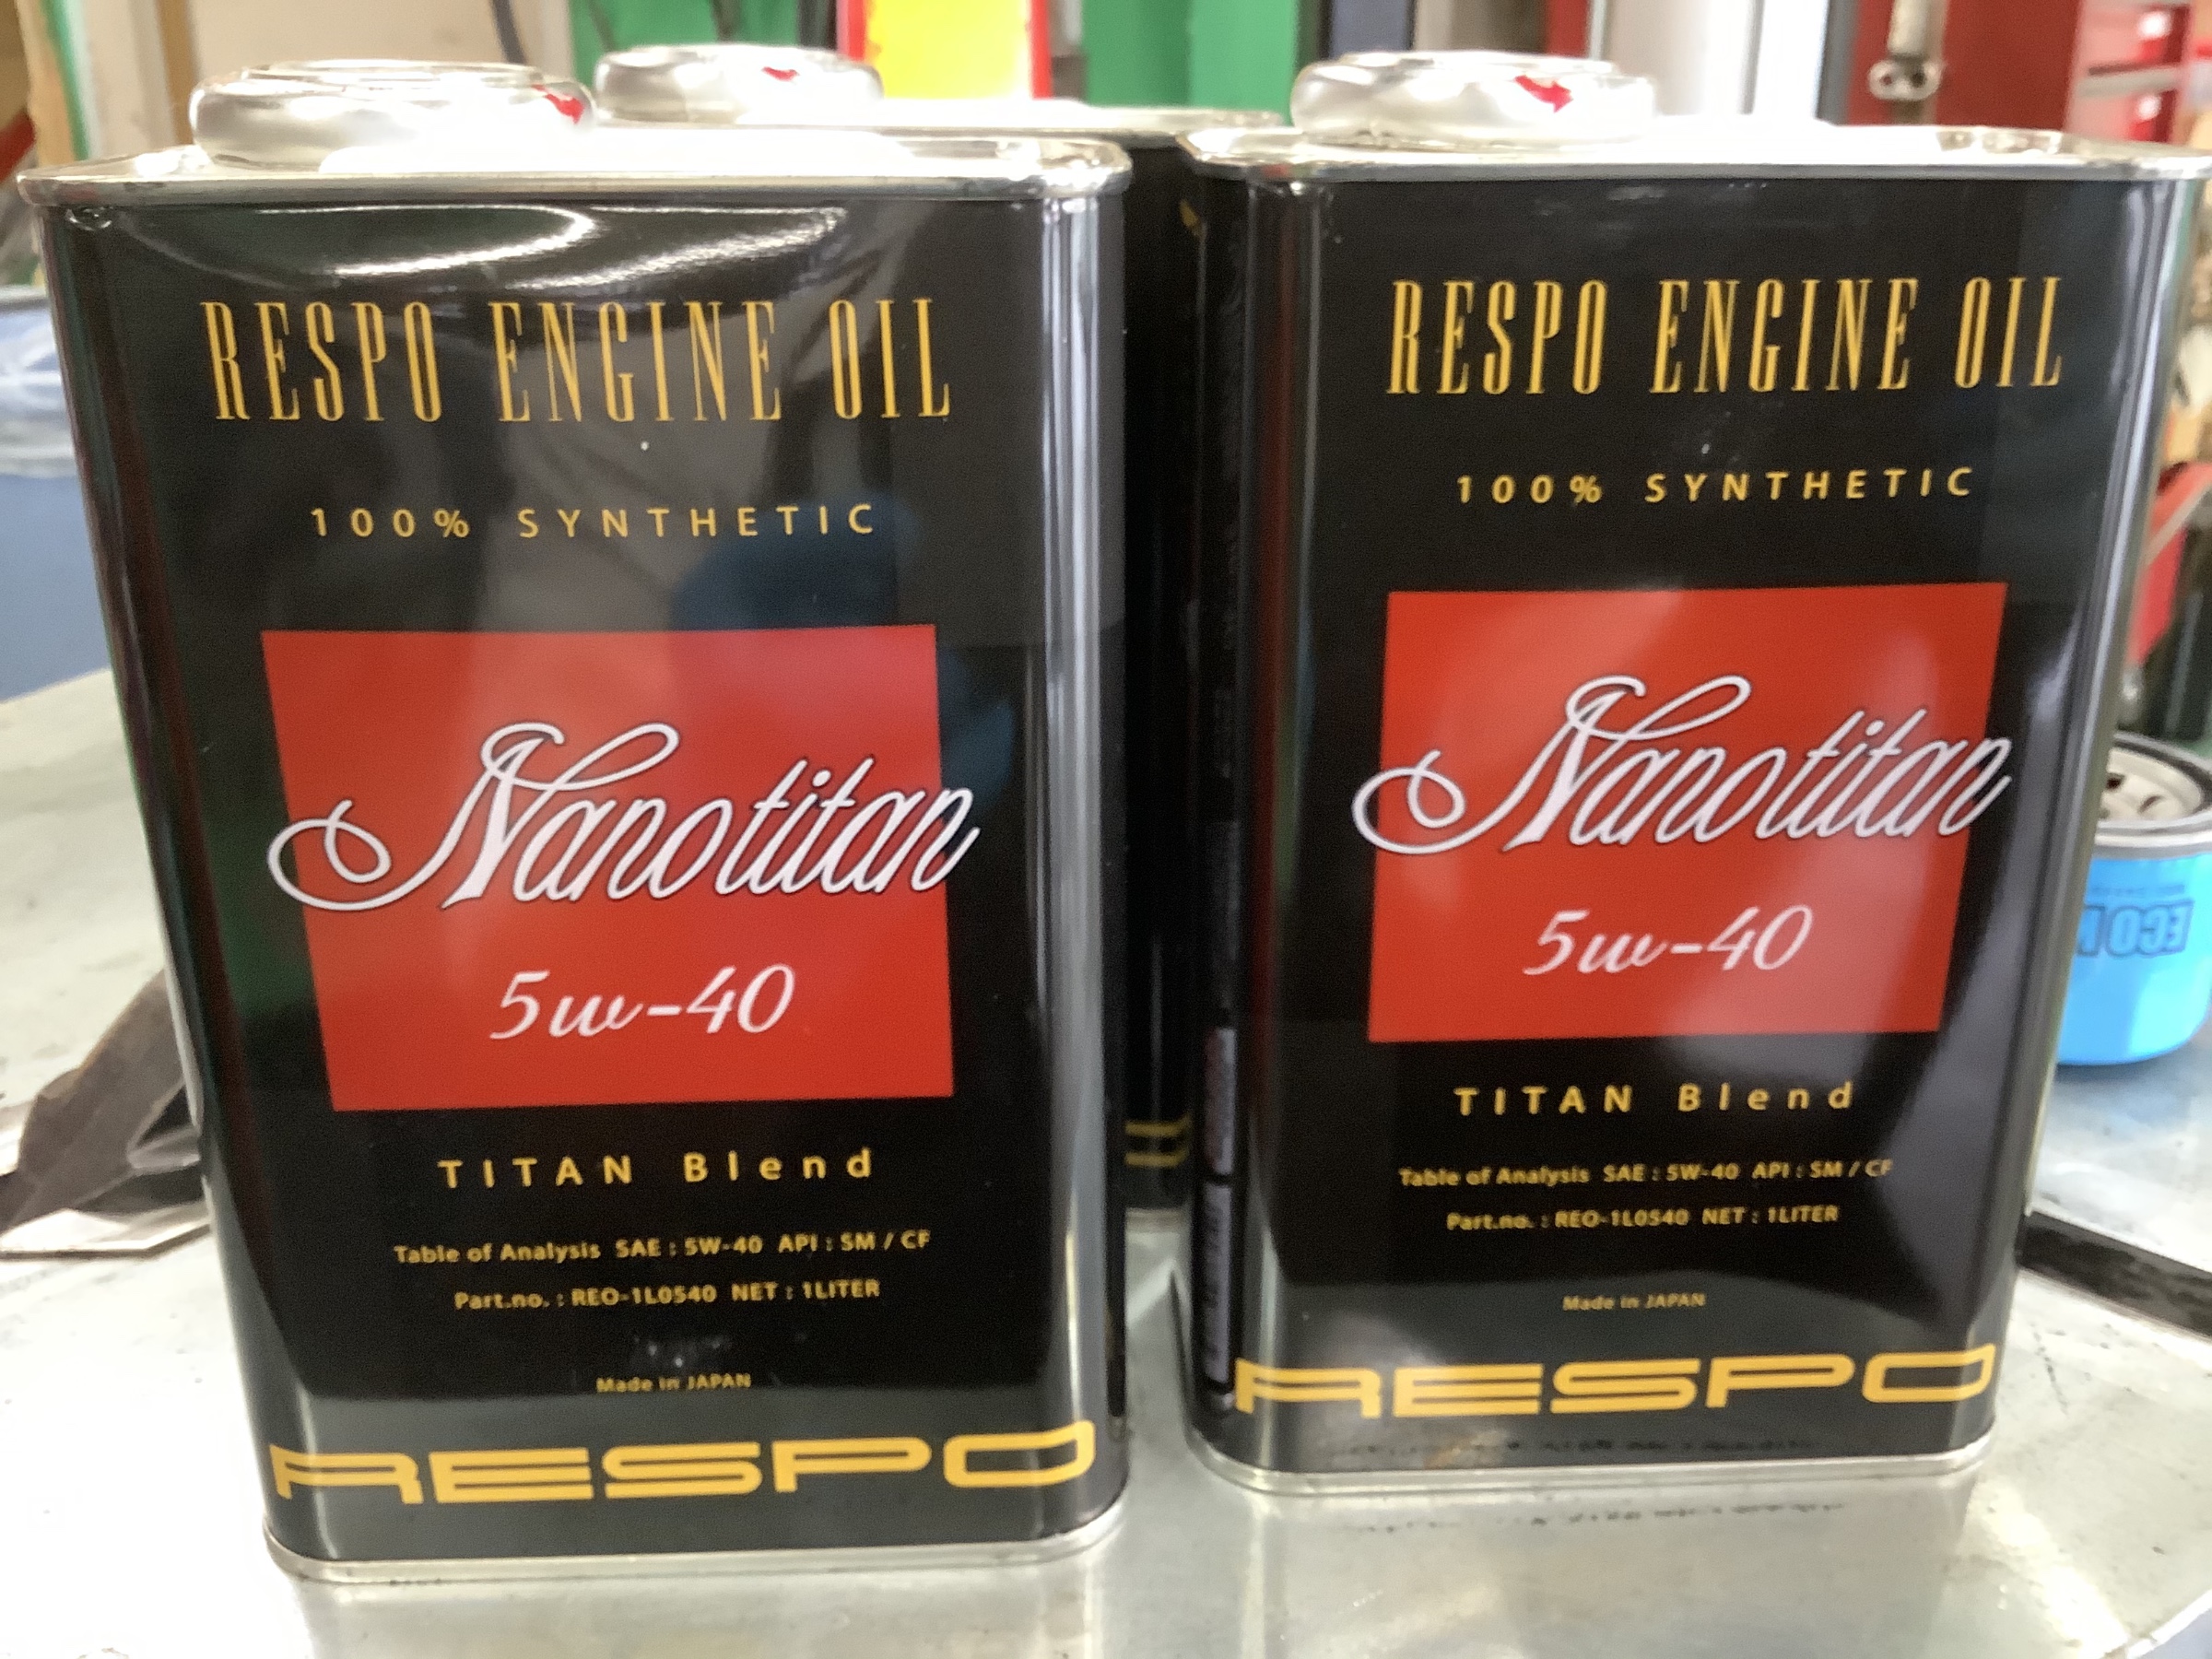 RESPO ENGINE OIL
100% SYNTHETIC
Nanotitan
5w-40
TITAN Blend
Table of Analysis SAE : 5W-40 API : SM / CF
Part.no. : REO-1L0540 NET : 1LITER
Made in JAPAN
RESPO
RESPO ENGINE OIL
100% SYNTHETIC
Nanotitan
5w-40
TITAN Blend
Table of Analysis SAE : 5W-40 API : SM / CF
Part.no. : REO-1L0540 NET : 1LITER
Made in JAPAN
RESPO
ECO